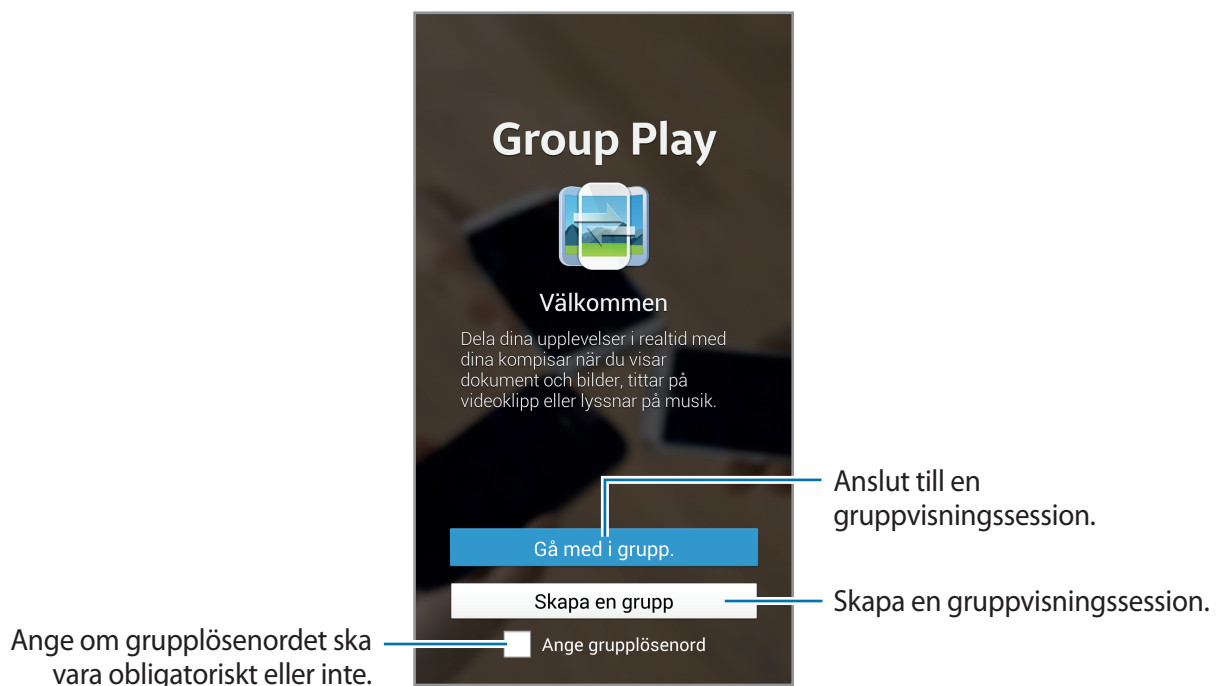 Group Play
Välkommen
Dela dina upplevelser i realtid med
dina kompisar när du visar
dokument och bilder, tittar på
videoklipp eller lyssnar på musik.
Anslut till en
gruppvisningssession.
Gå med i grupp.
Skapa en grupp
Skapa en gruppvisningssession.
Ange grupplösenord
Ange om grupplösenordet ska
vara obligatoriskt eller inte.